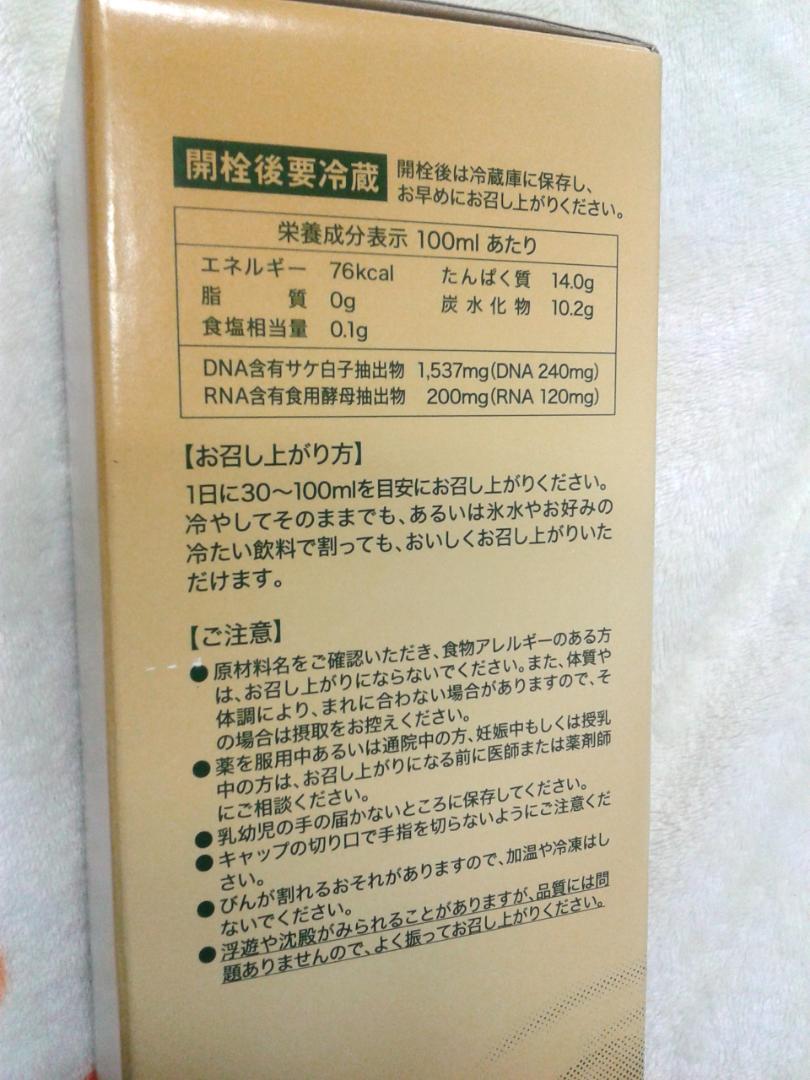 開栓後要冷蔵
開栓後は冷蔵庫に保存し、
お早めにお召し上がりください。
栄養成分表示 100ml あたり
エネルギー 76kcal たんぱく質 14.0g
脂質 0g 炭水化物 10.2g
食塩相当量 0.1g
DNA含有サケ白子抽出物 1,537mg(DNA 240mg)
RNA含有食用酵母抽出物 200mg(RNA 120mg)
【お召し上がり方】
1日に30〜100mlを目安にお召し上がりください。
冷やしてそのままでも、あるいは氷水やお好みの
冷たい飲料で割っても、おいしくお召し上がりいた
だけます。
【ご注意】
●原材料名をご確認いただき、食物アレルギーのある方
は、お召し上がりにならないでください。また、体質や
体調により、まれに合わない場合がありますので、そ
の場合は摂取をお控えください。
●薬を服用中あるいは通院中の方、妊娠中もしくは授乳
中の方は、お召し上がりになる前に医師または薬剤師
にご相談ください。
●乳幼児の手の届かないところに保存してください。
●キャップの切り口で手指を切らないようにご注意くだ
さい。
●びんが割れるおそれがありますので、加温や冷凍はし
ないでください。
●浮遊や沈殿がみられることがありますが、品質には問
題ありませんので、よく振ってお召し上がりください。